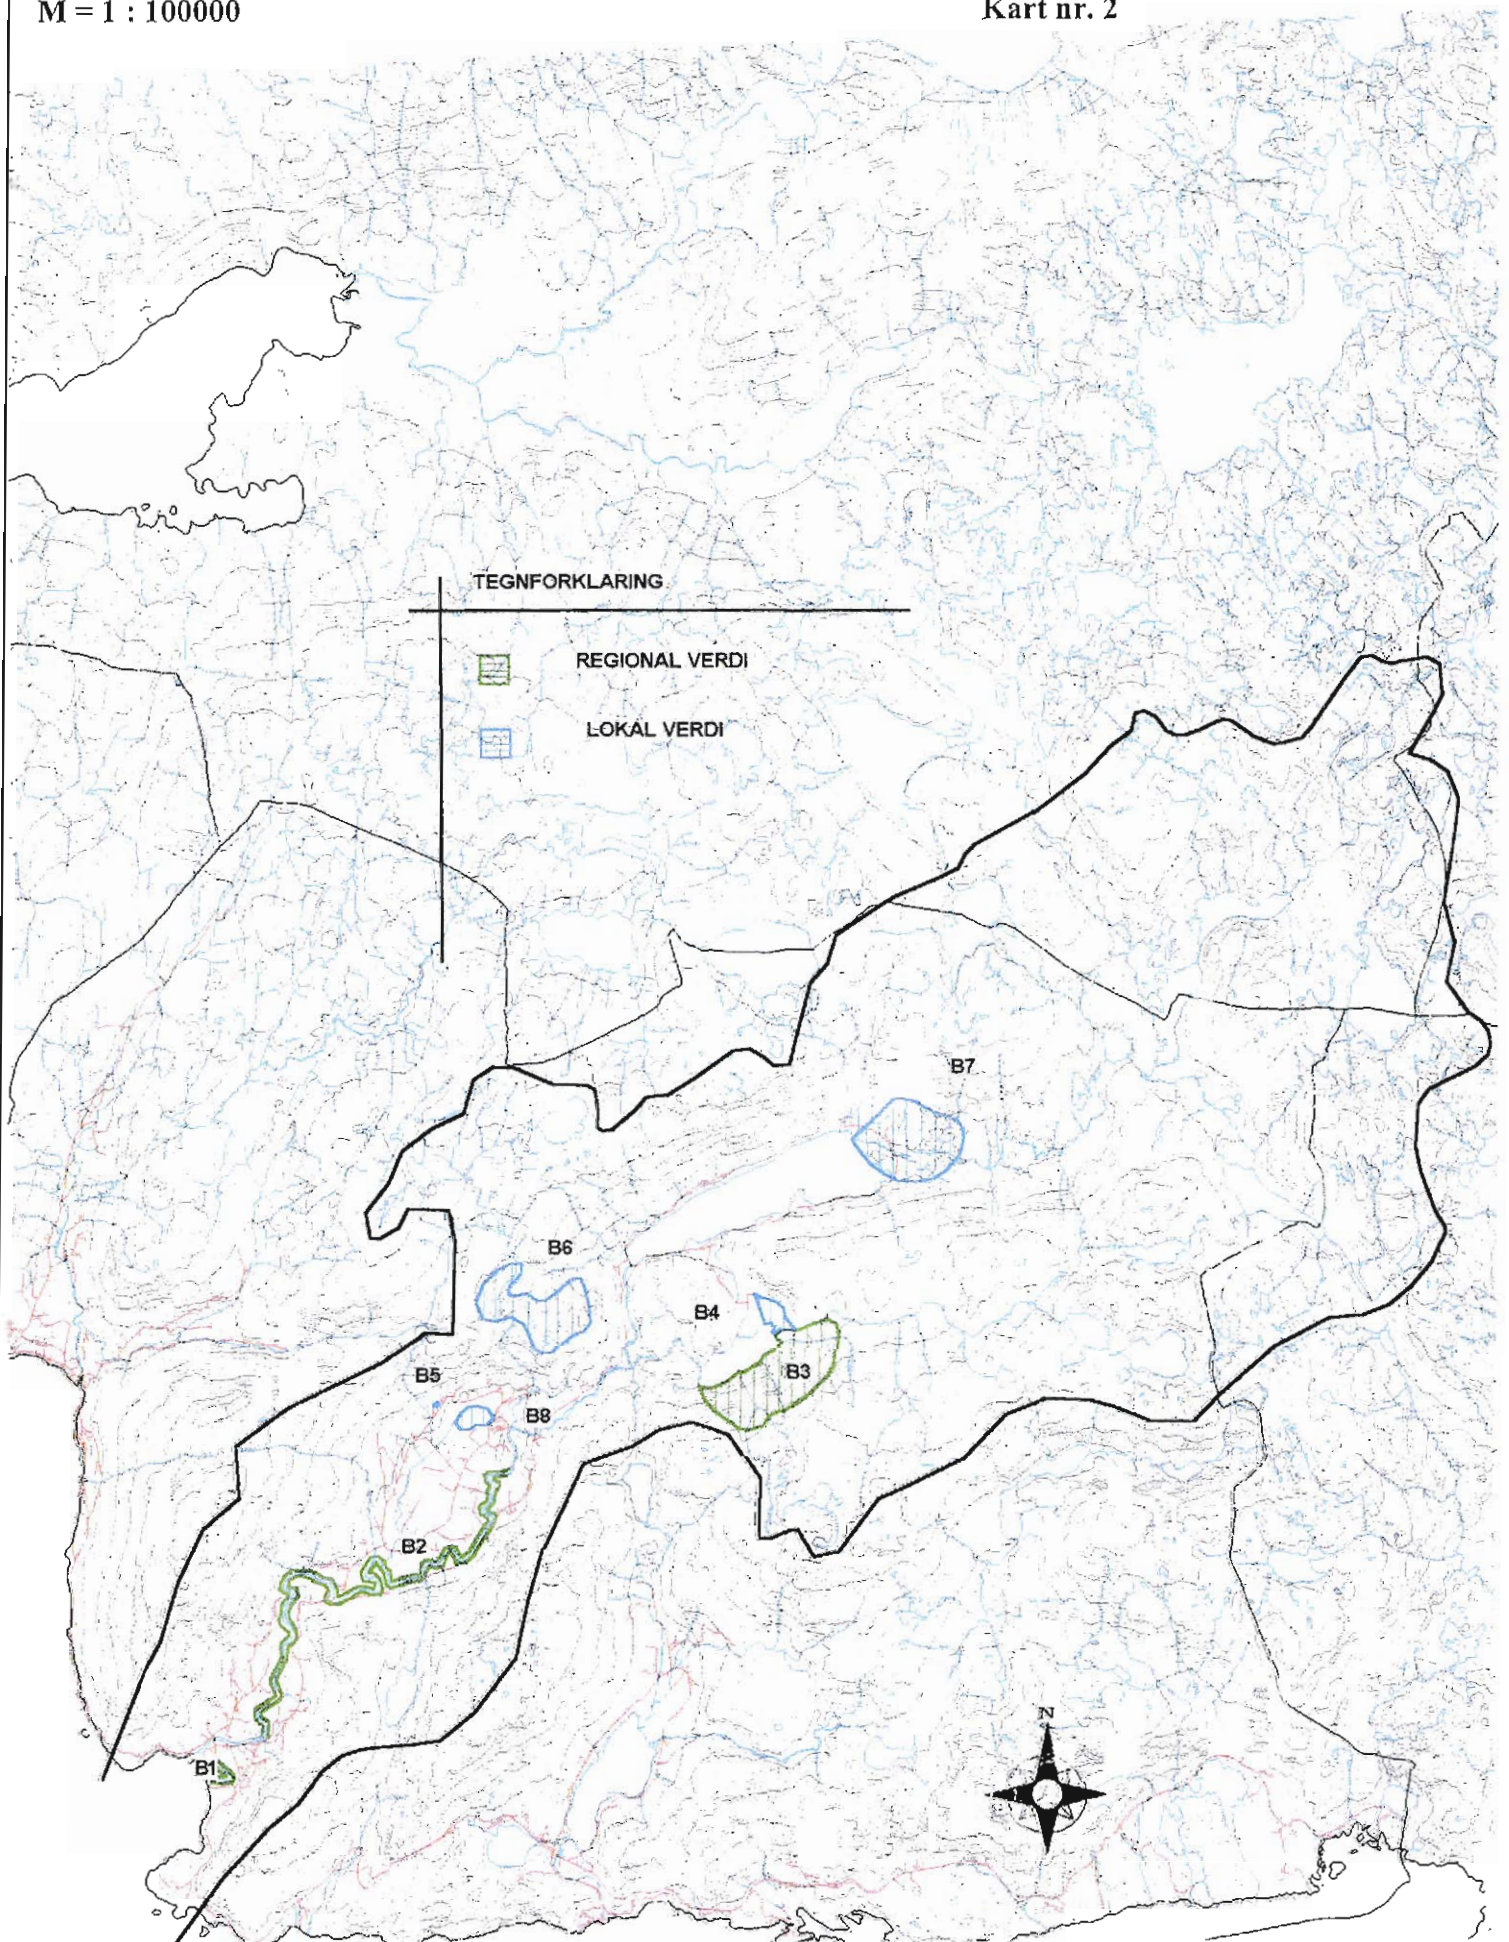 M = 1 : 100000
Kart nr. 2
TEGNFORKLARING
REGIONAL VERDI
LOKAL VERDI
B7
B6
B4
B3
B5
B8
B2
N
B1